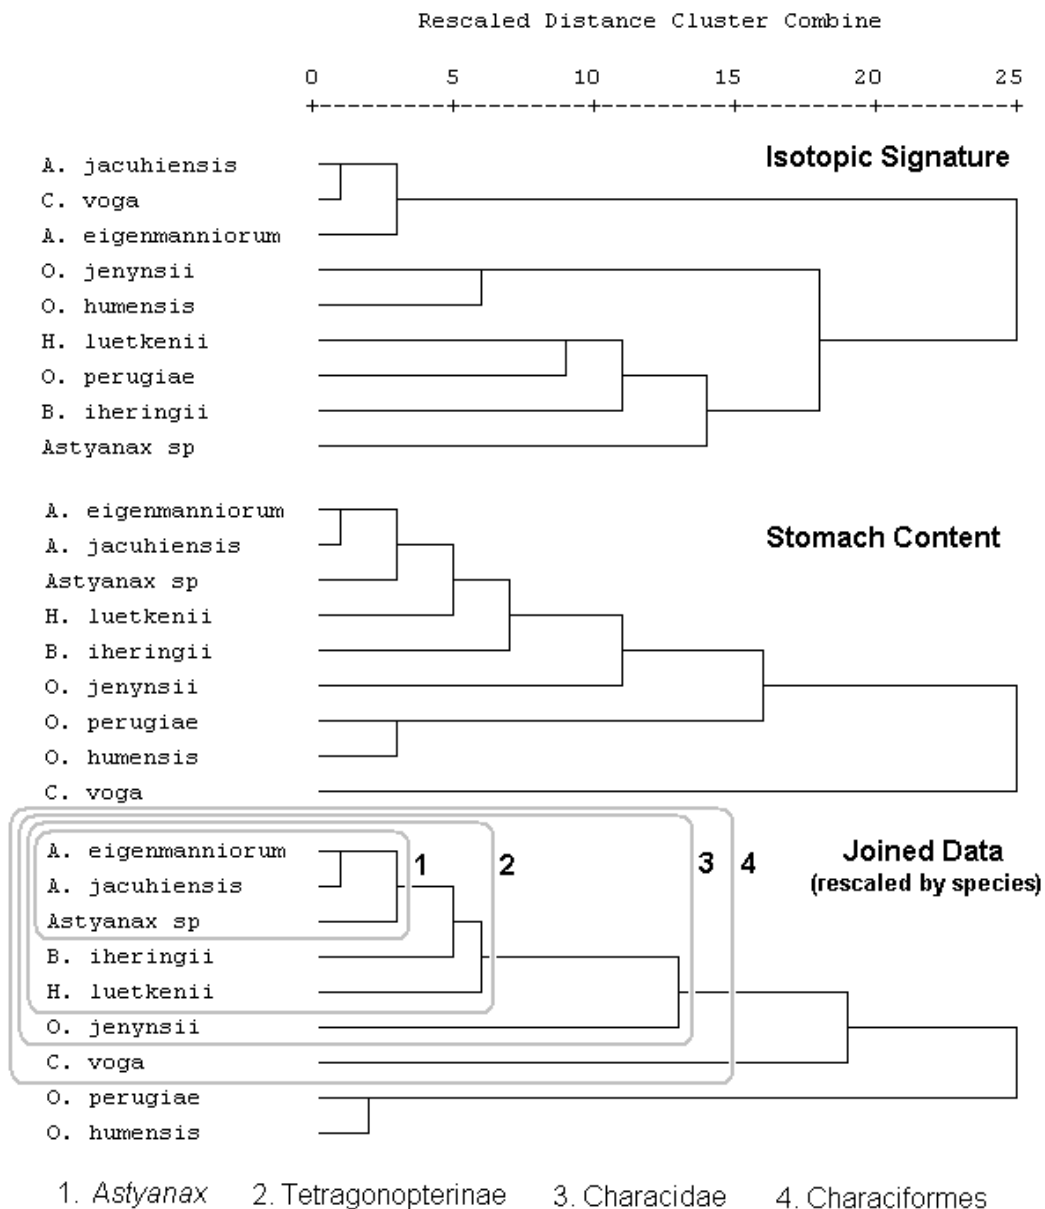 Rescaled Distance Cluster Combine
0 5 10 15 20 25
+---------+---------+---------+---------+---------+
Isotopic Signature
A. jacuhiensis
C. voga
A. eigenmanniorum
O. jenynsii
O. humensis
H. luetkenii
O. perugiae
B. iheringii
Astyanax sp
Stomach Content
A. eigenmanniorum
A. jacuhiensis
Astyanax sp
H. luetkenii
B. iheringii
O. jenynsii
O. perugiae
O. humensis
C. voga
Joined Data
(rescaled by species)
A. eigenmanniorum
1 2 3 4
A. jacuhiensis
Astyanax sp
B. iheringii
H. luetkenii
O. jenynsii
C. voga
O. perugiae
O. humensis
1. Astyanax 2. Tetragonopterinae 3. Characidae 4. Characiformes